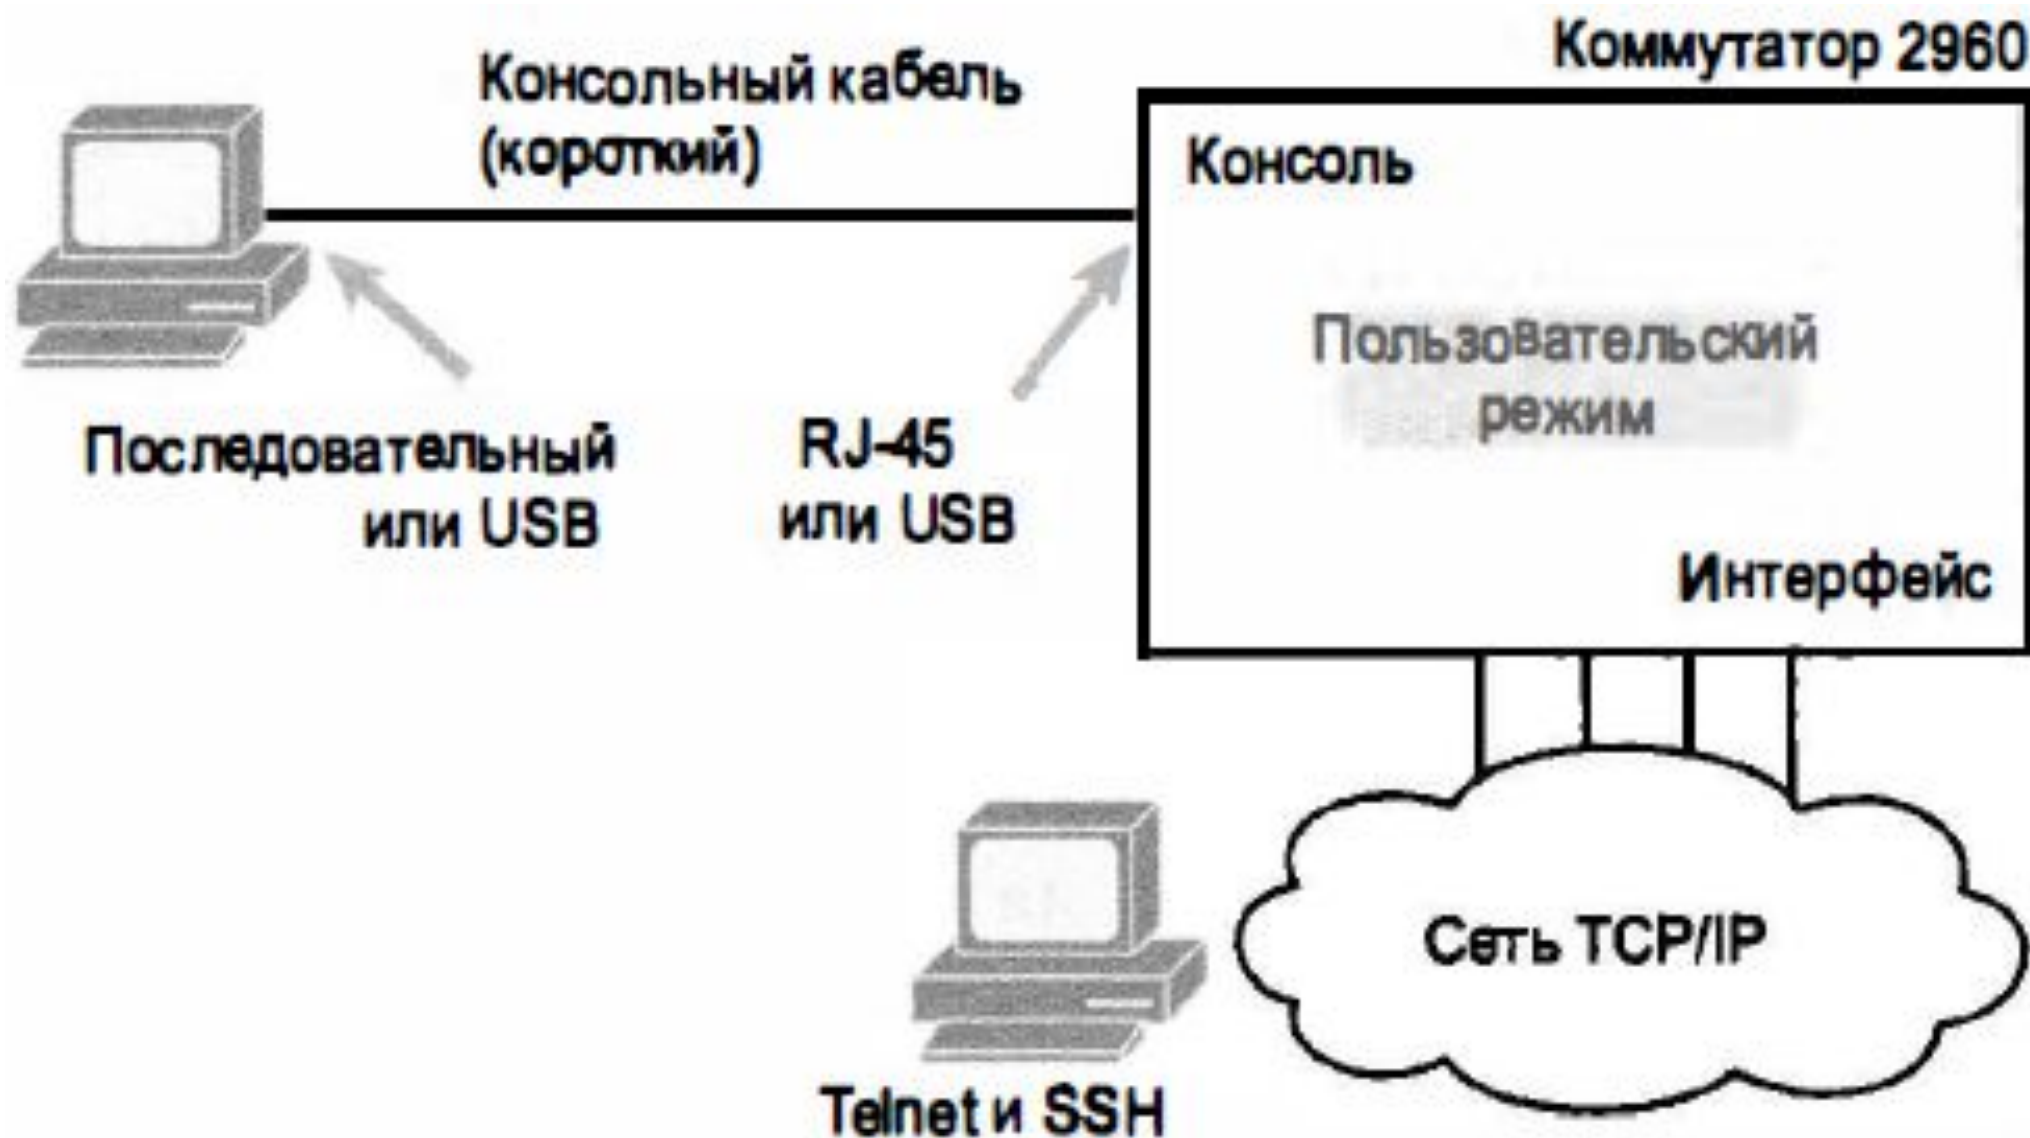 Коммутатор 2960
Консольный кабель
(короткий)
Консоль
Пользовательский
режим
Последовательный
или USB
RJ-45
или USB
Интерфейс
Сеть TCP/IP
Telnet и SSH